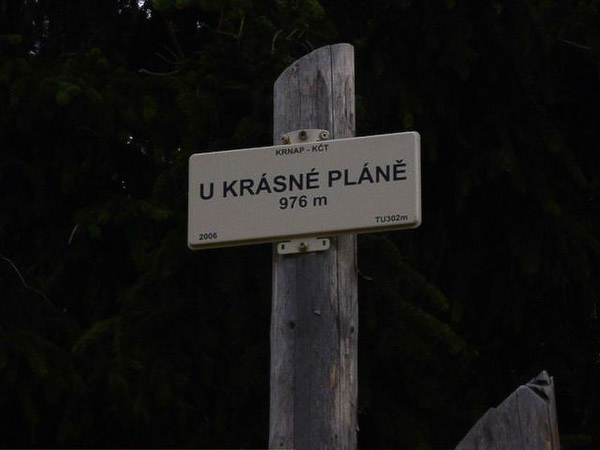 KRNAP - KČT
U KRÁSNÉ PLÁNĚ
976 m
2006
TU302m